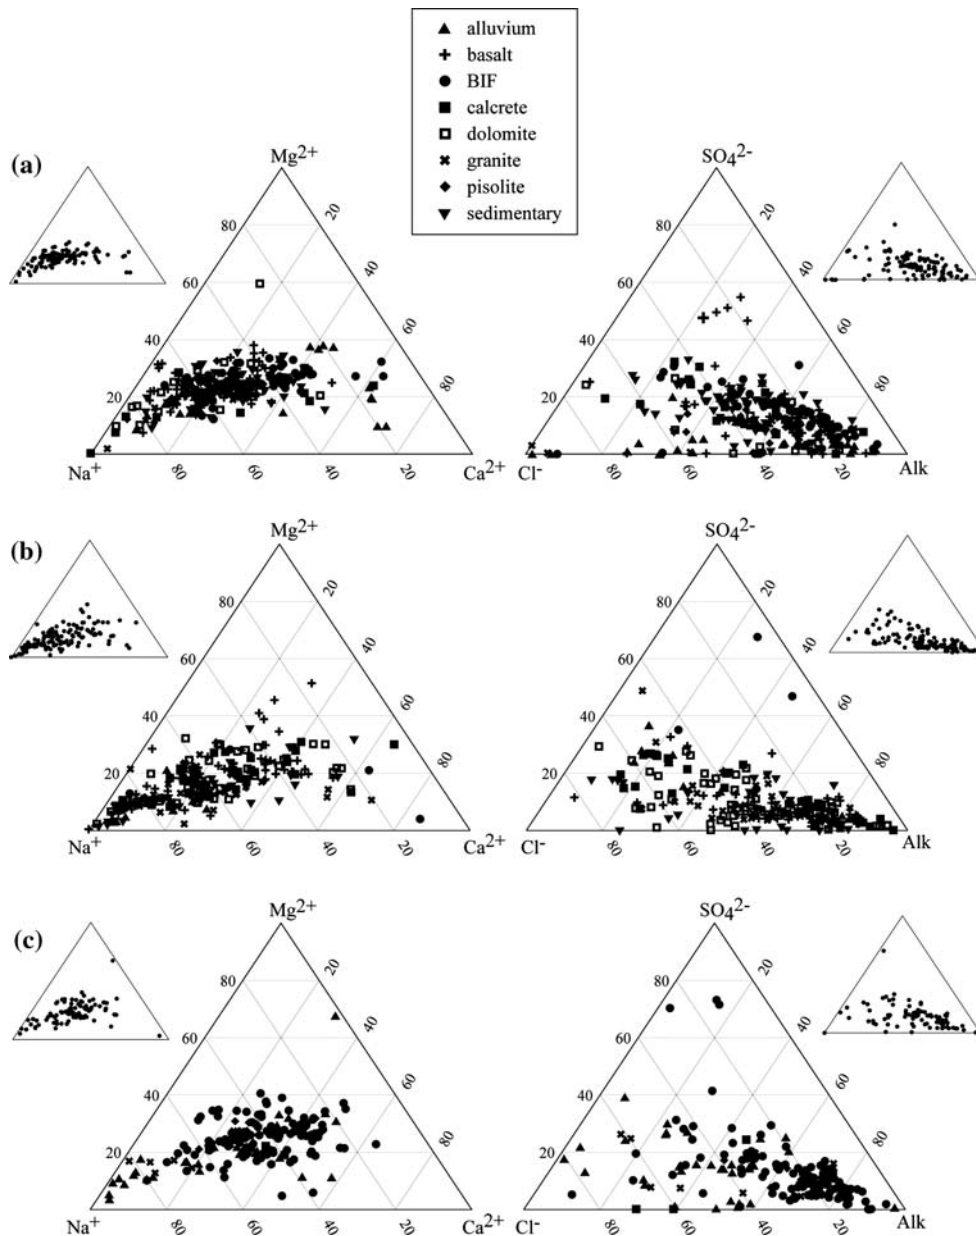 alluvium
basalt
BIF
calcrete
dolomite
granite
pisolite
sedimentary
(a)
Mg2+
SO42-
80
20
80
20
60
40
60
40
40
60
40
60
20
80
20
80
Na+
80
60
40
20
Ca2+
Cl-
80
60
40
20
Alk
(b)
Mg2+
SO42-
80
20
80
20
60
40
60
40
40
60
40
60
20
80
20
80
Na+
80
60
40
20
Ca2+
Cl-
80
60
40
20
Alk
(c)
Mg2+
SO42-
80
20
80
20
60
40
60
40
40
60
40
60
20
80
20
80
Na+
80
60
40
20
Ca2+
Cl-
80
60
40
20
Alk